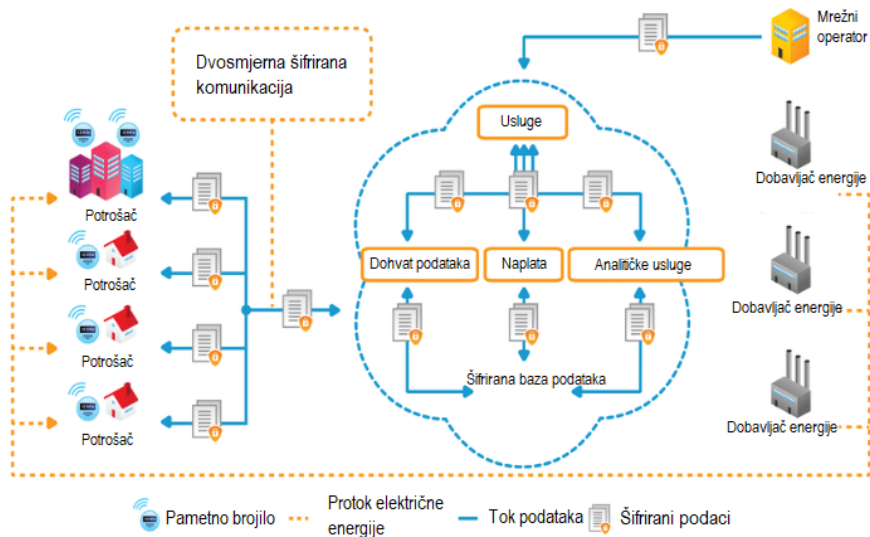 Mrežni
operator
Dvosmjerna šifrirana
komunikacija
Usluge
Dobavljač energije
Potrošač
Dohvat podataka
Naplata
Analitičke usluge
Potrošač
Dobavljač energije
Potrošač
Šifrirana baza podataka
Potrošač
Dobavljač energije
Pametno brojilo
Protok električne
energije
Tok podataka
Šifrirani podaci